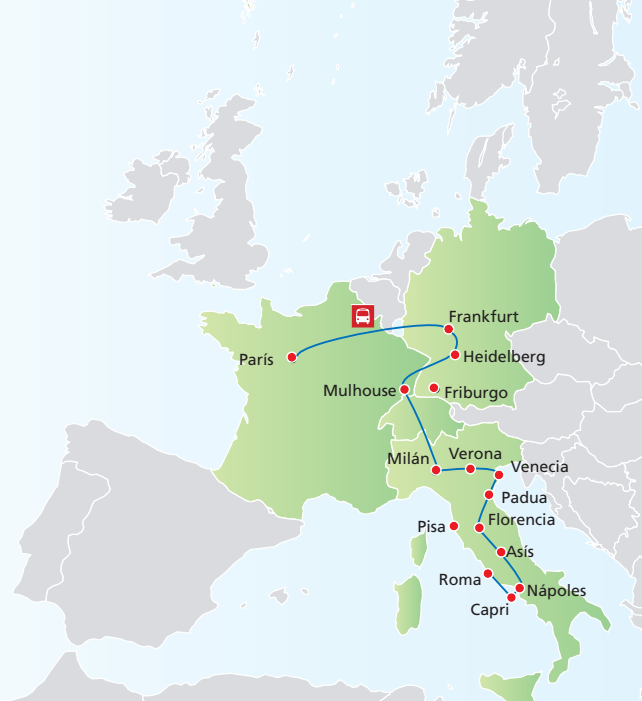 Frankfurt
París
Heidelberg
Mulhouse
Friburgo
Milán
Verona
Venecia
Padua
Pisa
Florencia
Asís
Roma
Nápoles
Capri